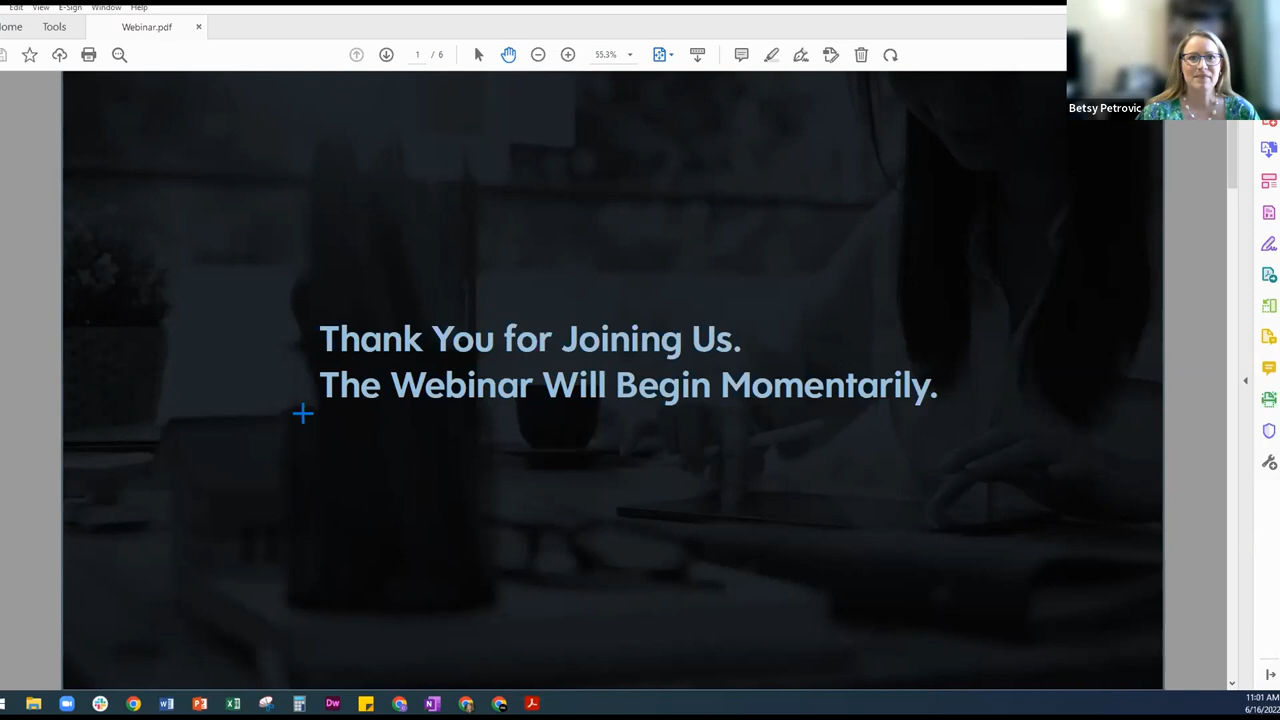 Edit View E-Sign Window Help
Home Tools Webinar.pdf ×
1 / 6 55.3%
Betsy Petrovic
Thank You for Joining Us.
The Webinar Will Begin Momentarily.
Dw
11:01 AM
6/16/2022